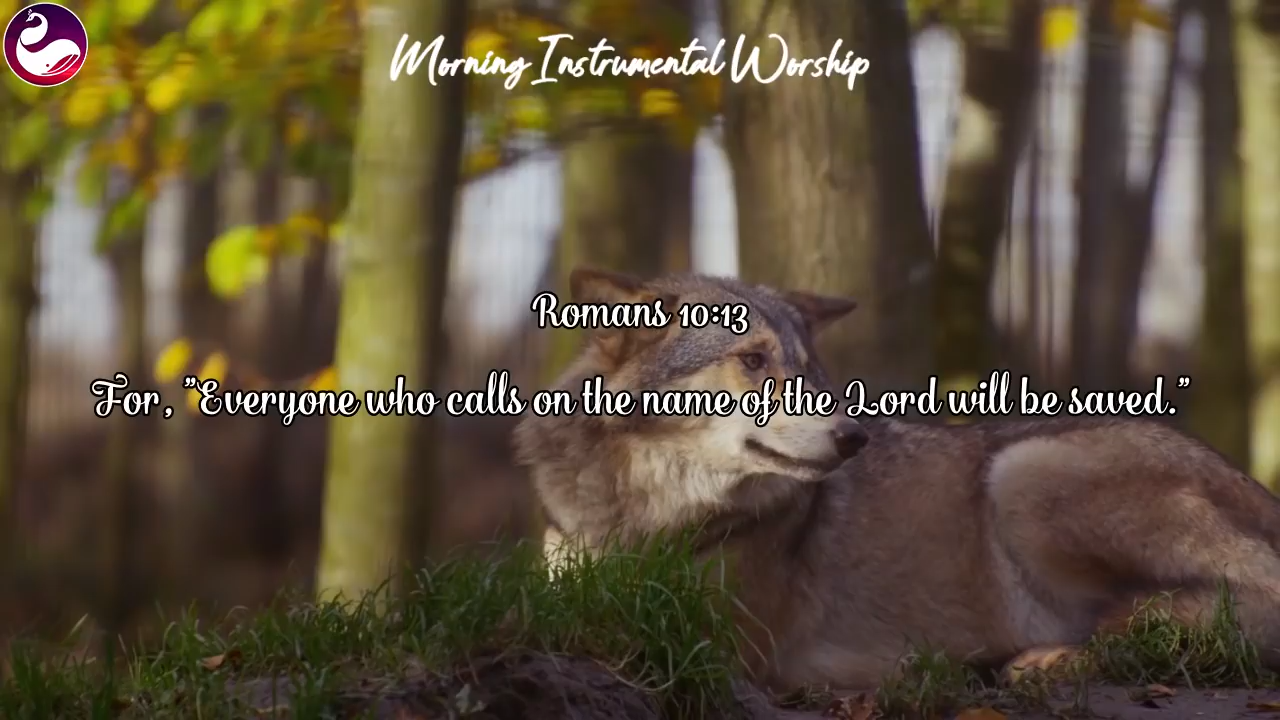 Morning Instrumental Worship
Romans 10:13
For, "Everyone who calls on the name of the Lord will be saved."